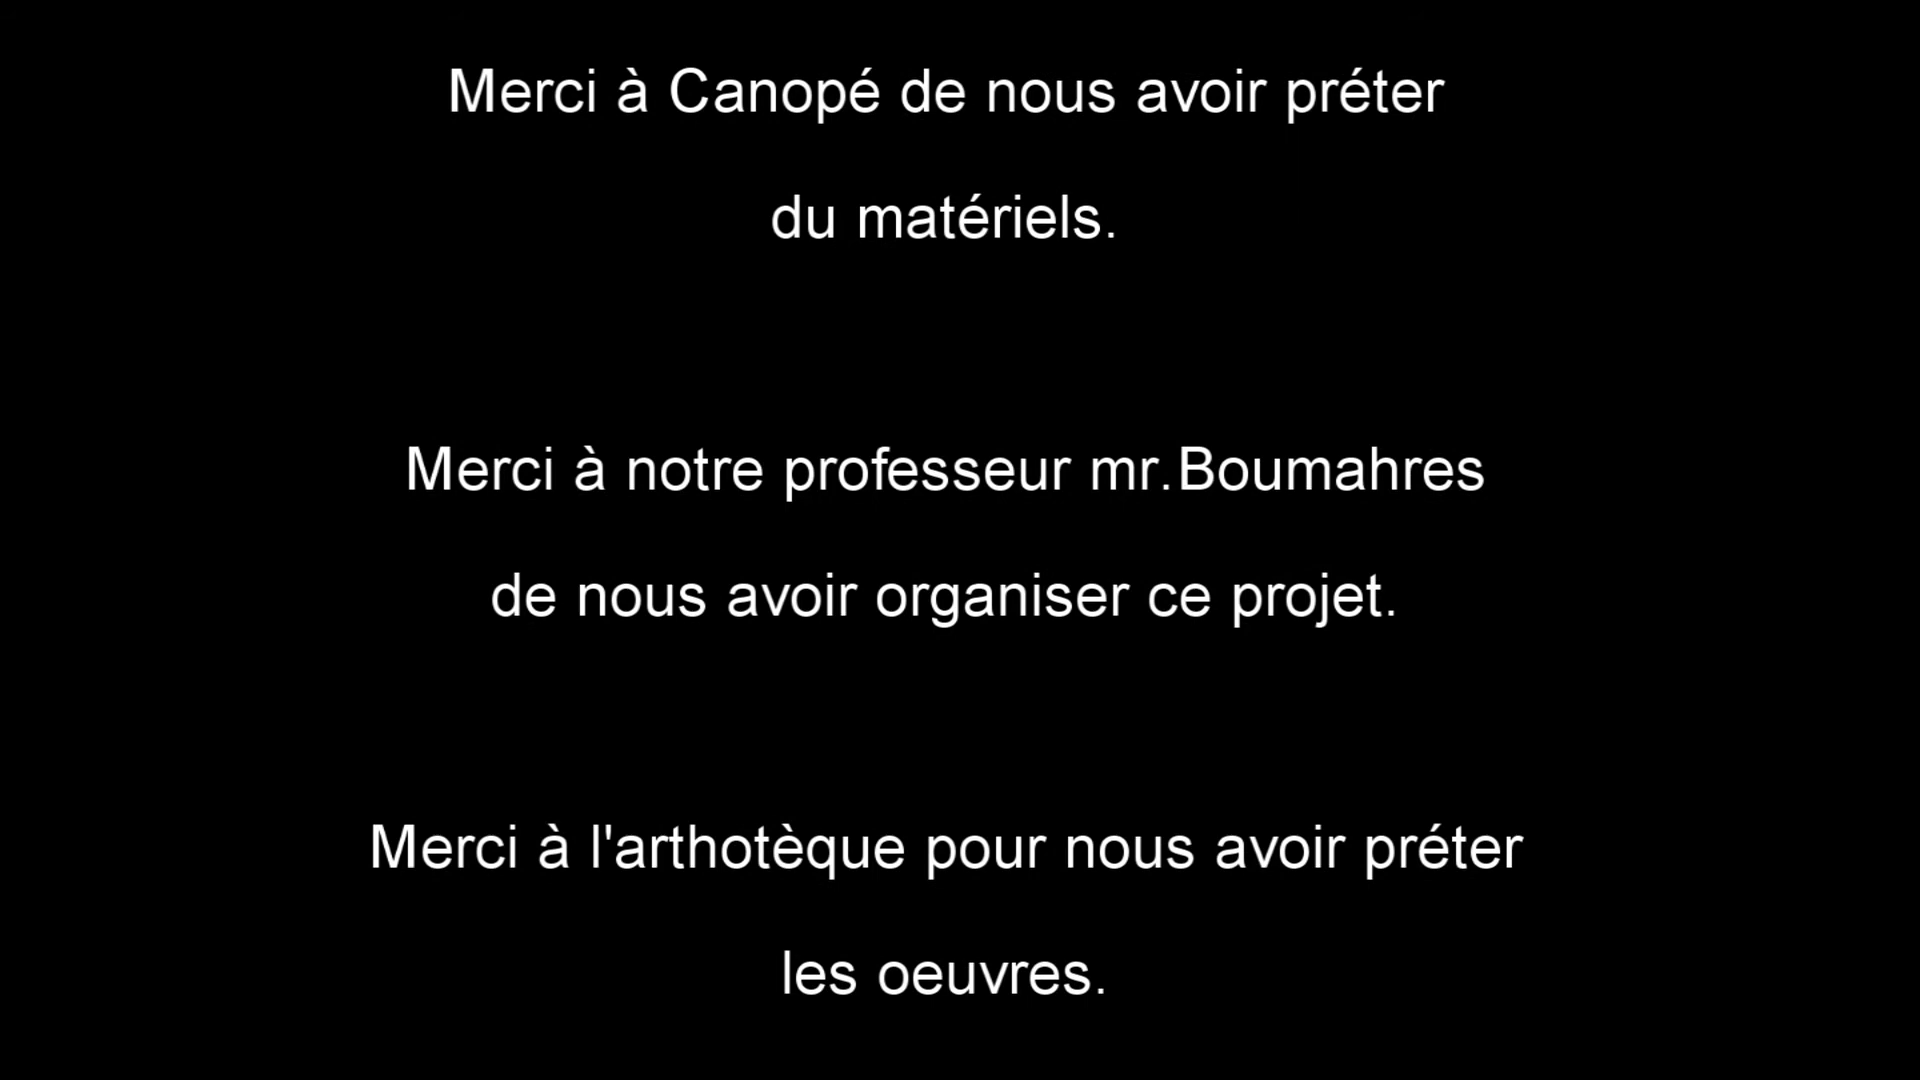 Merci à Canopé de nous avoir préter
du matériels.
Merci à notre professeur mr.Boumahres
de nous avoir organiser ce projet.
Merci à l'arthotèque pour nous avoir préter
les oeuvres.